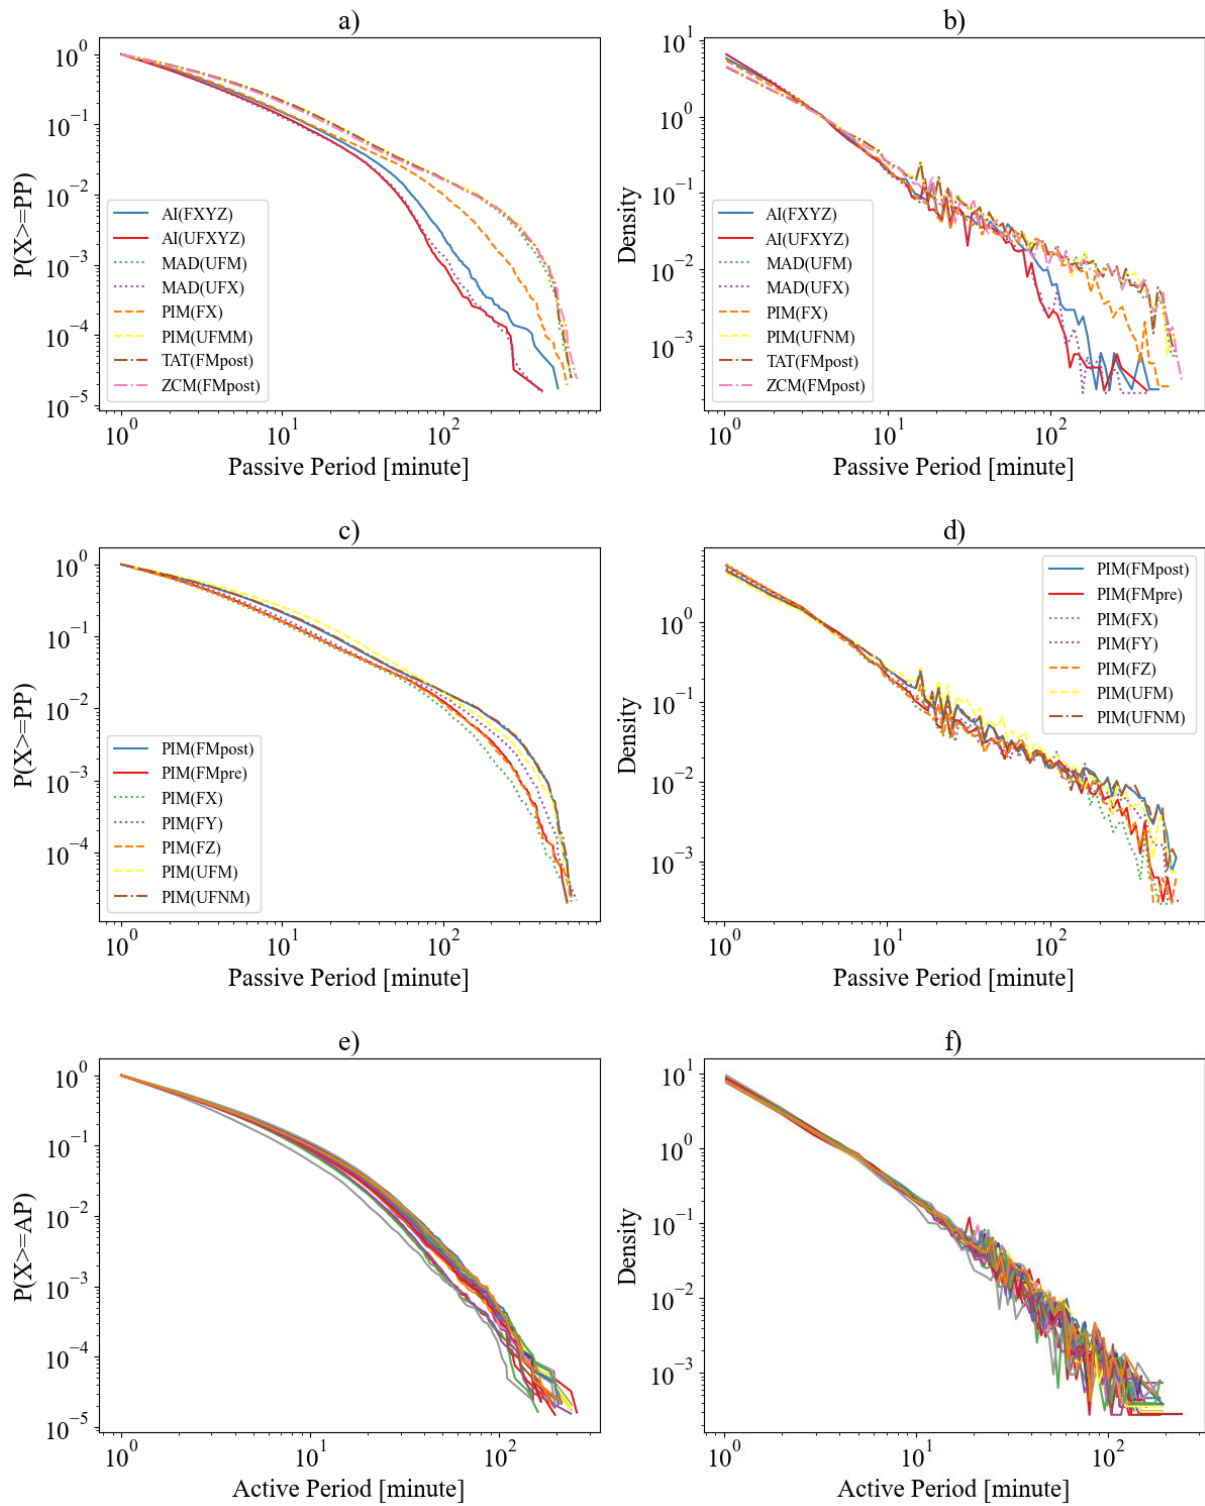 a)
P(X>=PP)
10^0
10^-1
10^-2
10^-3
10^-4
10^-5
AI(FXYZ)
AI(UFXYZ)
MAD(UFM)
MAD(UFX)
PIM(FX)
PIM(UFMM)
TAT(FMpost)
ZCM(FMpost)
10^0 10^1 10^2
Passive Period [minute]
b)
Density
10^1
10^0
10^-1
10^-2
10^-3
AI(FXYZ)
AI(UFXYZ)
MAD(UFM)
MAD(UFX)
PIM(FX)
PIM(UFNM)
TAT(FMpost)
ZCM(FMpost)
10^0 10^1 10^2
Passive Period [minute]
c)
P(X>=PP)
10^0
10^-1
10^-2
10^-3
10^-4
PIM(FMpost)
PIM(FMpre)
PIM(FX)
PIM(FY)
PIM(FZ)
PIM(UFM)
PIM(UFNM)
10^0 10^1 10^2
Passive Period [minute]
d)
Density
10^0
10^-1
10^-2
10^-3
PIM(FMpost)
PIM(FMpre)
PIM(FX)
PIM(FY)
PIM(FZ)
PIM(UFM)
PIM(UFNM)
10^0 10^1 10^2
Passive Period [minute]
e)
P(X>=AP)
10^0
10^-1
10^-2
10^-3
10^-4
10^-5
10^0 10^1 10^2
Active Period [minute]
f)
Density
10^1
10^0
10^-1
10^-2
10^-3
10^0 10^1 10^2
Active Period [minute]